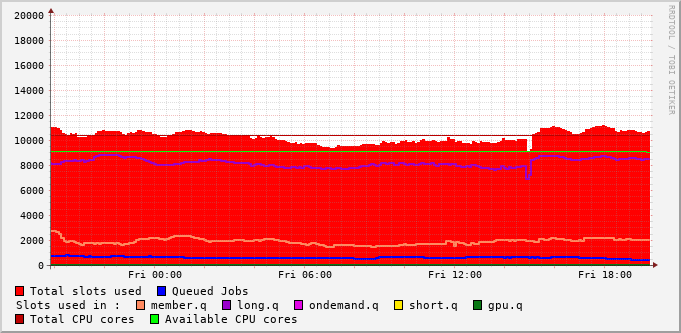 20000
18000
16000
14000
12000
10000
8000
6000
4000
2000
0
Fri 00:00 Fri 06:00 Fri 12:00 Fri 18:00
RRDTOOL / TOBI OETIKER
Total slots used Queued Jobs
Slots used in : member.q long.q ondemand.q short.q gpu.q
Total CPU cores Available CPU cores